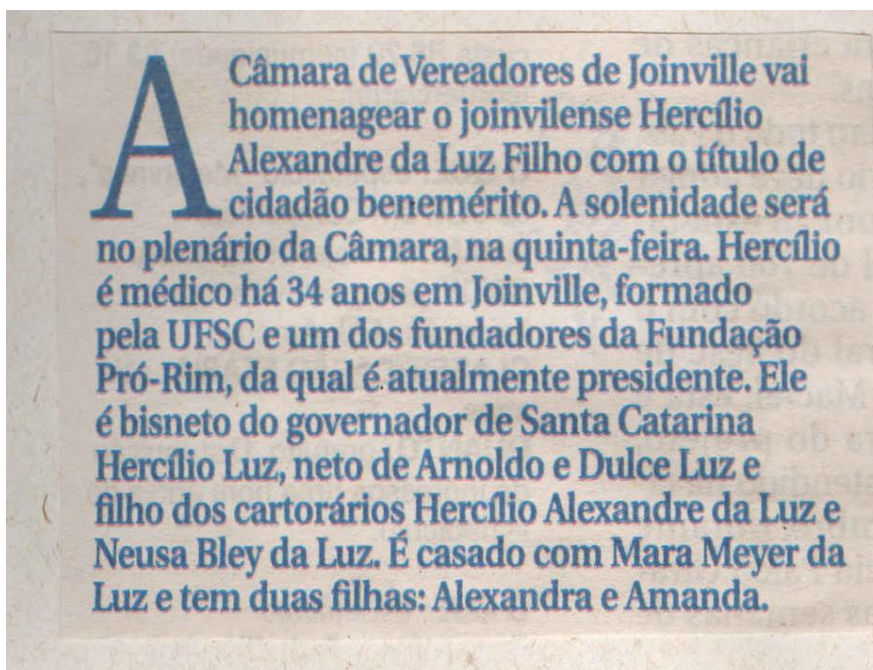 A Câmara de Vereadores de Joinville vai
homenagear o joinvilense Hercílio
Alexandre da Luz Filho com o título de
cidadão benemérito. A solenidade será
no plenário da Câmara, na quinta-feira. Hercílio
é médico há 34 anos em Joinville, formado
pela UFSC e um dos fundadores da Fundação
Pró-Rim, da qual é atualmente presidente. Ele
é bisneto do governador de Santa Catarina
Hercílio Luz, neto de Arnoldo e Dulce Luz e
filho dos cartorários Hercílio Alexandre da Luz e
Neusa Bley da Luz. É casado com Mara Meyer da
Luz e tem duas filhas: Alexandra e Amanda.